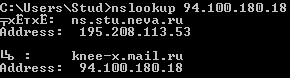 C:\Users\Stud>nslookup 94.100.180.18
╤хЁтхЁ:  ns.stu.neva.ru
Address:  195.208.113.53
╚ь :     knee-x.mail.ru
Address:  94.100.180.18